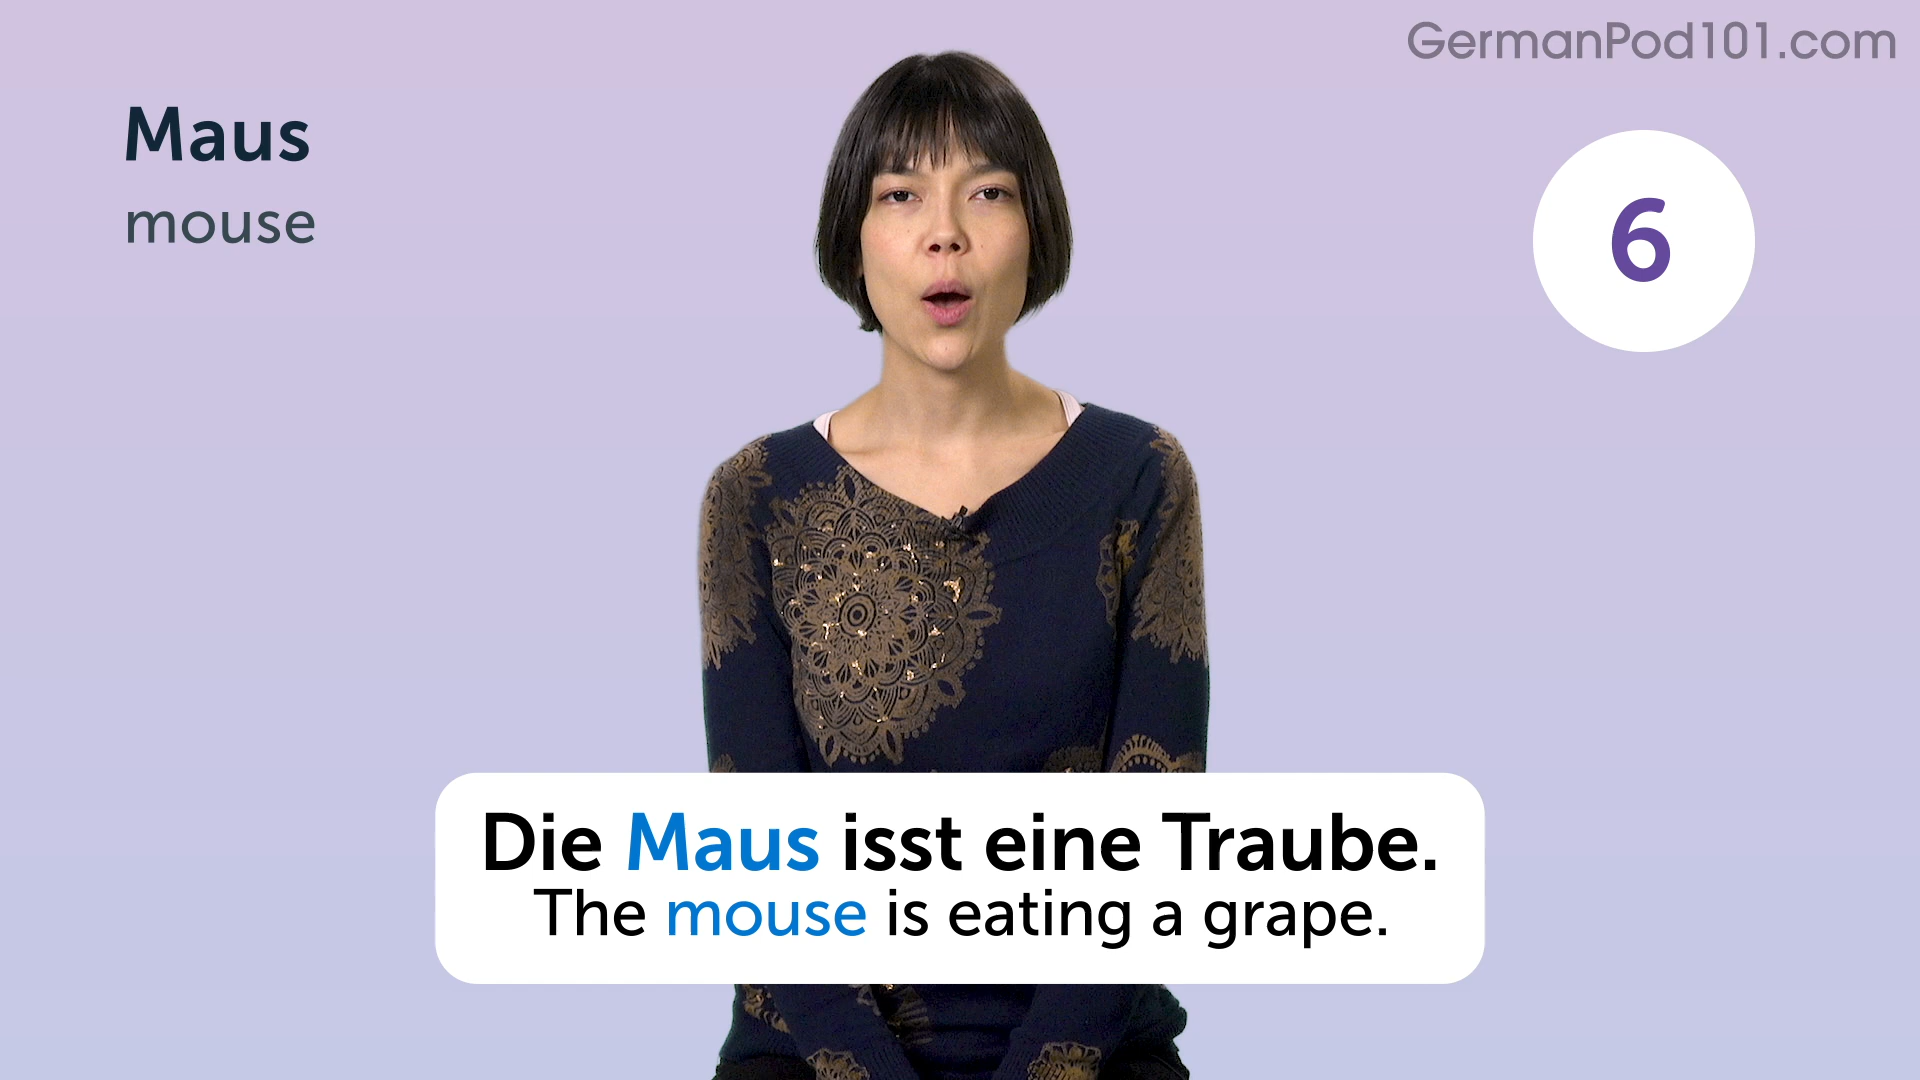 GermanPod101.com
Maus
mouse
6
Die Maus isst eine Traube.
The mouse is eating a grape.